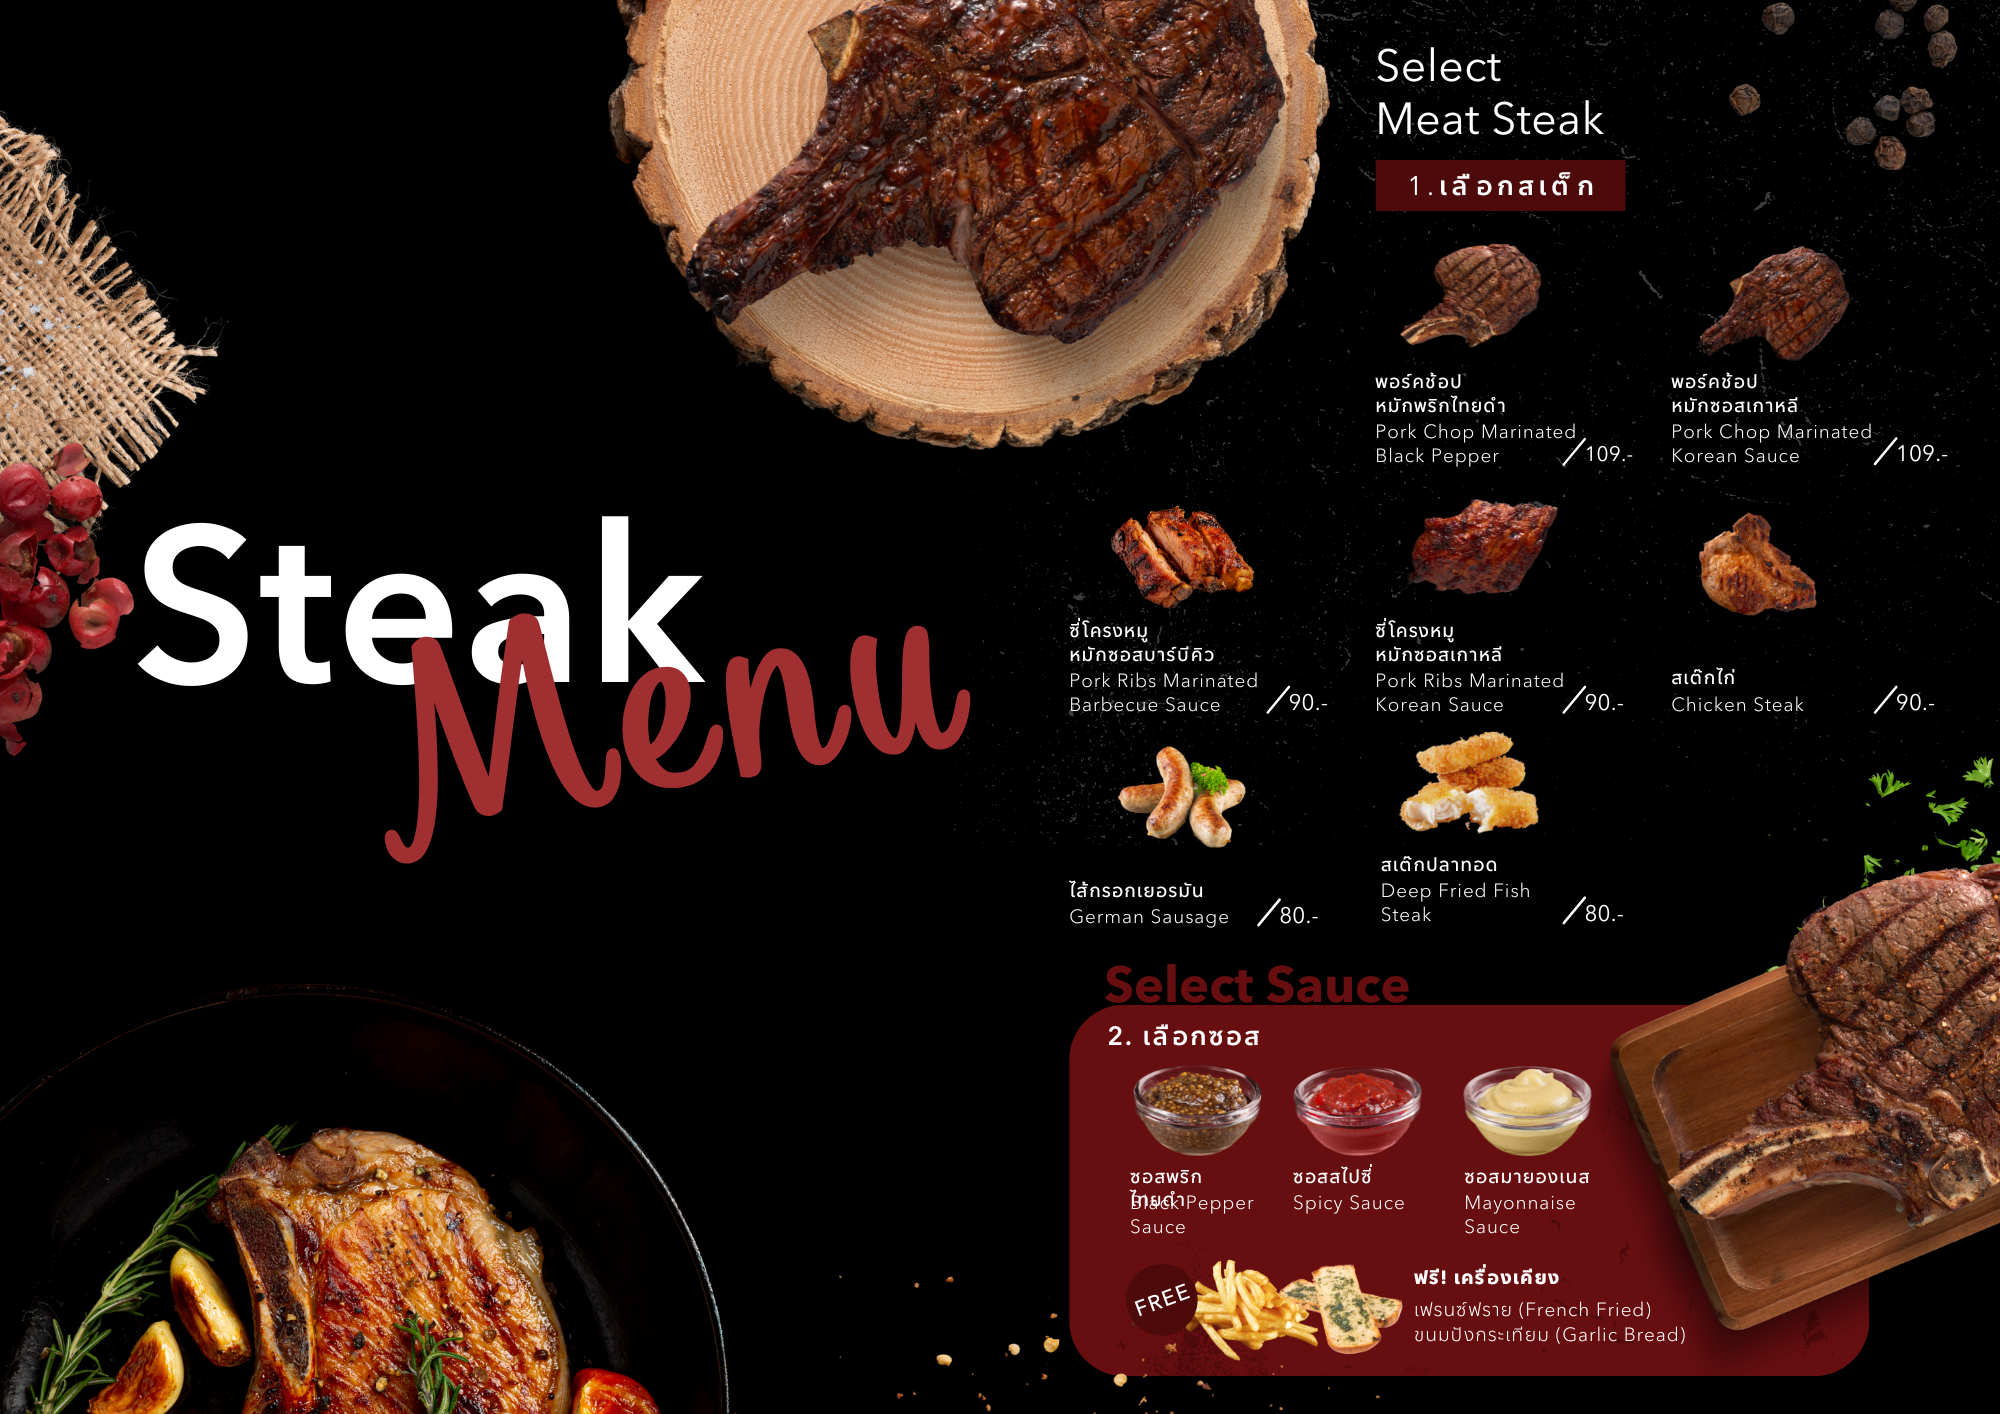 Steak
Menu
Select
Meat Steak
1.เลือกสเต็ก
พอร์คช้อป
หมักพริกไทยดำ
Pork Chop Marinated
Black Pepper
/109.-
พอร์คช้อป
หมักซอสเกาหลี
Pork Chop Marinated
Korean Sauce
/109.-
ซี่โครงหมู
หมักซอสบาร์บีคิว
Pork Ribs Marinated
Barbecue Sauce
/90.-
ซี่โครงหมู
หมักซอสเกาหลี
Pork Ribs Marinated
Korean Sauce
/90.-
สเต๊กไก่
Chicken Steak
/90.-
ไส้กรอกเยอรมัน
German Sausage
/80.-
สเต๊กปลาทอด
Deep Fried Fish
Steak
/80.-
Select Sauce
2. เลือกซอส
ซอสพริก
ไทยดำ
Black Pepper
Sauce
ซอสสไปซี่
Spicy Sauce
ซอสมายองเนส
Mayonnaise
Sauce
FREE
ฟรี! เครื่องเคียง
เฟรนซ์ฟราย (French Fried)
ขนมปังกระเทียม (Garlic Bread)